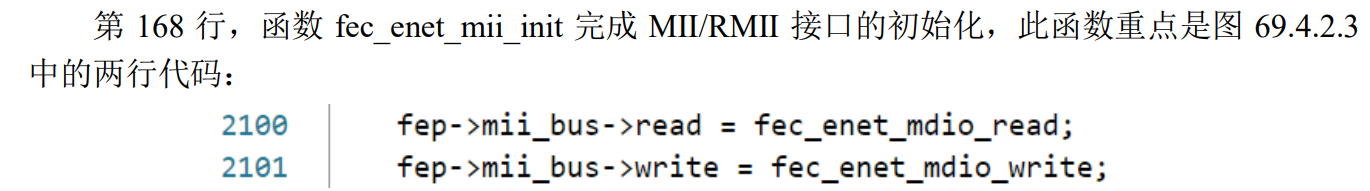 第 168 行，函数 fec_enet_mii_init 完成 MII/RMII 接口的初始化，此函数重点是图 69.4.2.3
中的两行代码：
2100 fep->mii_bus->read = fec_enet_mdio_read;
2101 fep->mii_bus->write = fec_enet_mdio_write;